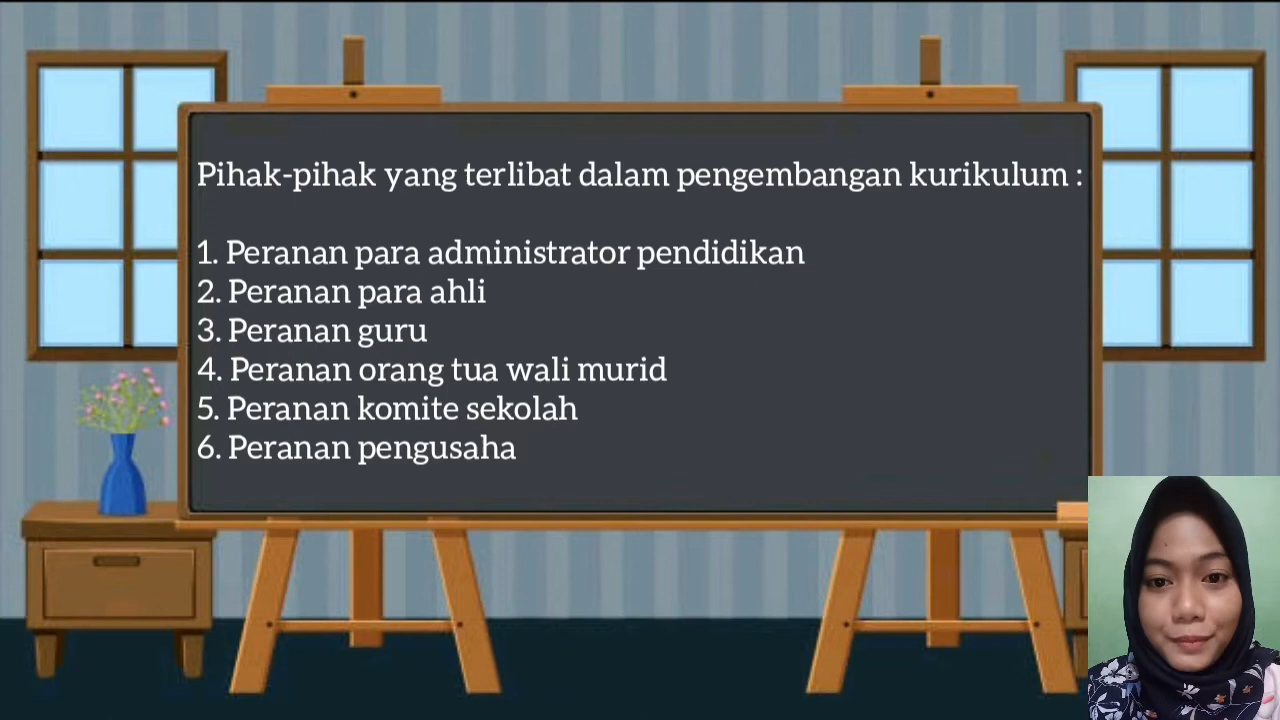 Pihak-pihak yang terlibat dalam pengembangan kurikulum :
1. Peranan para administrator pendidikan
2. Peranan para ahli
3. Peranan guru
4. Peranan orang tua wali murid
5. Peranan komite sekolah
6. Peranan pengusaha